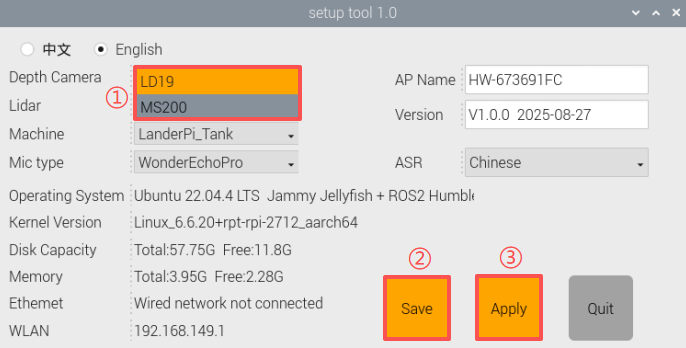 setup tool 1.0
中文 English
Depth Camera LD19 AP Name HW-673691FC
① MS200
Lidar Version V1.0.0 2025-08-27
Machine LanderPi_Tank
Mic type WonderEchoPro ASR Chinese
Operating System Ubuntu 22.04.4 LTS Jammy Jellyfish + ROS2 Humble
Kernel Version Linux_6.6.20+rpt-rpi-2712_aarch64
Disk Capacity Total:57.75G Free:11.8G
Memory Total:3.95G Free:2.28G
② ③
Ethernet Wired network not connected
Save Apply Quit
WLAN 192.168.149.1